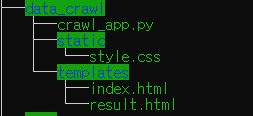 data_crawl
crawl_app.py
static
style.css
templates
index.html
result.html